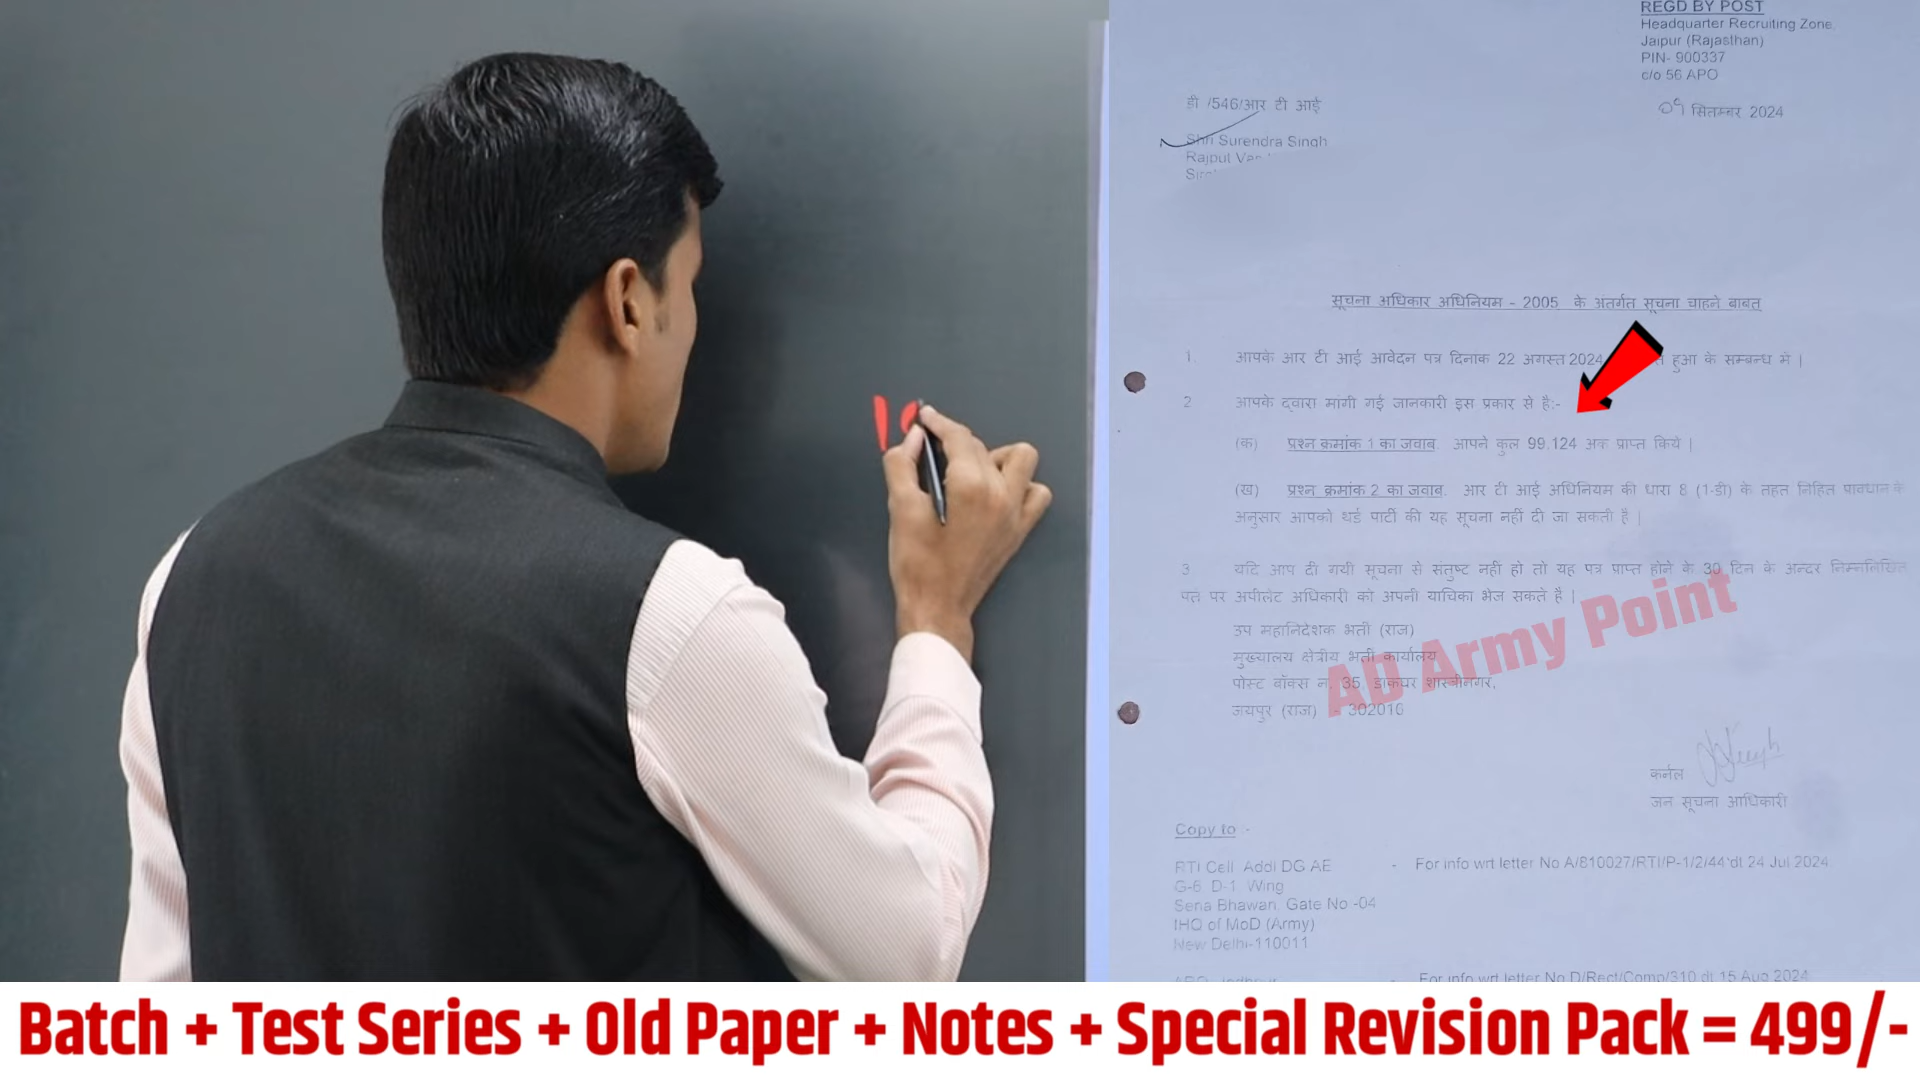 REGD BY POST
Headquarter Recruiting Zone,
Jaipur (Rajasthan)
PIN- 900337
c/o 56 APO
डी /546/आर टी आई
09 सितम्बर 2024
Shri Surendra Singh
Rajput
सूचना अधिकार अधिनियम - 2005 के अंतर्गत सूचना चाहने बाबत्
1. आपके आर टी आई आवेदन पत्र दिनांक 22 अगस्त 2024 हुआ के सम्बन्ध में |
2 आपके द्वारा मांगी गई जानकारी इस प्रकार से है:-
(क) प्रश्न क्रमांक 1 का जवाब. आपने कुल 99.124 अंक प्राप्त किये |
(ख) प्रश्न क्रमांक 2 का जवाब. आर टी आई अधिनियम की धारा 8 (1-डी) के तहत निहित प्रावधान के
अनुसार आपको थर्ड पार्टी की यह सूचना नहीं दी जा सकती है |
3 यदि आप दी गयी सूचना से संतुष्ट नहीं हो तो यह पत्र प्राप्त होने के 30 दिन के अन्दर निम्नलिखित
पते पर अपीलेट अधिकारी को अपनी याचिका भेज सकते है |
उप महानिदेशक भर्ती (राज)
मुख्यालय क्षेत्रीय भर्ती कार्यालय
पोस्ट बॉक्स न. 35, डाकघर शास्त्रीनगर,
जयपुर (राज) - 302016
AD Army Point
कर्नल
जन सूचना अधिकारी
Copy to -
RTI Cell Addl DG AE - For info wrt letter No A/810027/RTI/P-1/2/44 dt 24 Jul 2024.
G-6, D-1 Wing
Sena Bhawan, Gate No -04
IHQ of MoD (Army)
New Delhi-110011
- For info wrt letter No D/Rect/Comp/310 dt 15 Aug 2024
Batch + Test Series + Old Paper + Notes + Special Revision Pack = 499/-